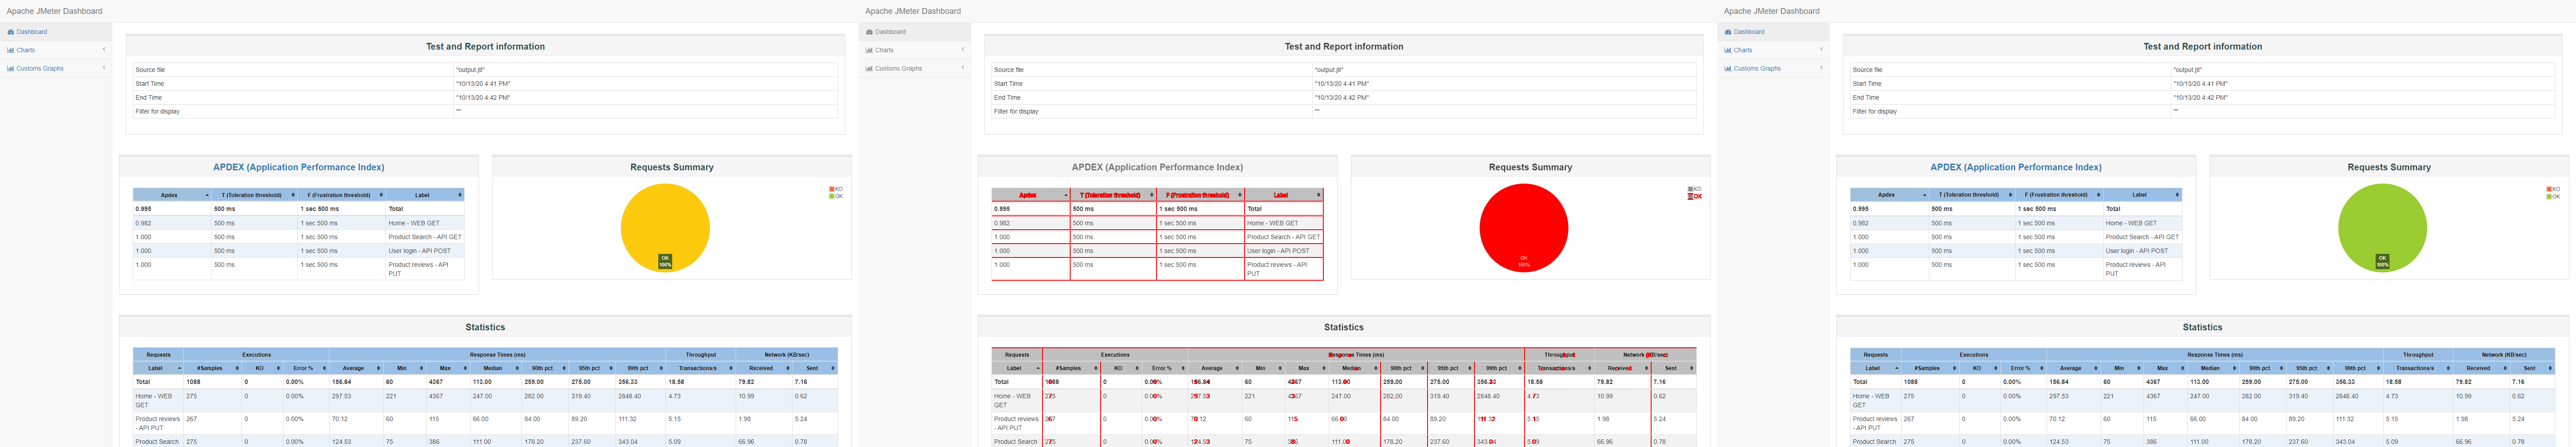 Apache JMeter Dashboard
Dashboard
Charts
Customs Graphs
Test and Report information
Source file "output.jtl"
Start Time "10/13/20 4:41 PM"
End Time "10/13/20 4:42 PM"
Filter for display ""
APDEX (Application Performance Index)
Apdex T (Toleration threshold) F (Frustration threshold) Label
0.995 500 ms 1 sec 500 ms Total
0.982 500 ms 1 sec 500 ms Home - WEB GET
1.000 500 ms 1 sec 500 ms Product Search - API GET
1.000 500 ms 1 sec 500 ms User login - API POST
1.000 500 ms 1 sec 500 ms Product reviews - API
PUT
Requests Summary
KO
OK
OK
100%
Statistics
Requests Executions Response Times (ms) Throughput Network (KB/sec)
Label #Samples KO Error % Average Min Max Median 90th pct 95th pct 99th pct Transactions/s Received Sent
Total 1088 0 0.00% 156.84 60 4367 113.00 259.00 275.00 356.33 18.58 79.82 7.16
Home - WEB
GET 275 0 0.00% 297.53 221 4367 247.00 282.00 319.40 2848.40 4.73 10.99 0.62
Product reviews
- API PUT 267 0 0.00% 70.12 60 115 66.00 84.00 89.20 111.32 5.15 1.98 5.24
Product Search 275 0 0.00% 124.53 75 386 111.00 178.20 237.60 343.04 5.09 66.96 0.78
Apache JMeter Dashboard
Dashboard
Charts
Customs Graphs
Test and Report information
Source file "output.jtl"
Start Time "10/13/20 4:41 PM"
End Time "10/13/20 4:42 PM"
Filter for display ""
APDEX (Application Performance Index)
Apdex T (Toleration threshold) F (Frustration threshold) Label
0.995 500 ms 1 sec 500 ms Total
0.982 500 ms 1 sec 500 ms Home - WEB GET
1.000 500 ms 1 sec 500 ms Product Search - API GET
1.000 500 ms 1 sec 500 ms User login - API POST
1.000 500 ms 1 sec 500 ms Product reviews - API
PUT
Requests Summary
KO
OK
OK
100%
Statistics
Requests Executions Response Times (ms) Throughput Network (KB/sec)
Label #Samples KO Error % Average Min Max Median 90th pct 95th pct 99th pct Transactions/s Received Sent
Total 1088 0 0.00% 156.84 60 4367 113.00 259.00 275.00 356.33 18.58 79.82 7.16
Home - WEB
GET 275 0 0.00% 297.53 221 4367 247.00 282.00 319.40 2848.40 4.73 10.99 0.62
Product reviews
- API PUT 267 0 0.00% 70.12 60 115 66.00 84.00 89.20 111.32 5.15 1.98 5.24
Product Search 275 0 0.00% 124.53 75 386 111.00 178.20 237.60 343.04 5.09 66.96 0.78
Apache JMeter Dashboard
Dashboard
Charts
Customs Graphs
Test and Report information
Source file "output.jtl"
Start Time "10/13/20 4:41 PM"
End Time "10/13/20 4:42 PM"
Filter for display ""
APDEX (Application Performance Index)
Apdex T (Toleration threshold) F (Frustration threshold) Label
0.995 500 ms 1 sec 500 ms Total
0.982 500 ms 1 sec 500 ms Home - WEB GET
1.000 500 ms 1 sec 500 ms Product Search - API GET
1.000 500 ms 1 sec 500 ms User login - API POST
1.000 500 ms 1 sec 500 ms Product reviews - API
PUT
Requests Summary
KO
OK
OK
100%
Statistics
Requests Executions Response Times (ms) Throughput Network (KB/sec)
Label #Samples KO Error % Average Min Max Median 90th pct 95th pct 99th pct Transactions/s Received Sent
Total 1088 0 0.00% 156.84 60 4367 113.00 259.00 275.00 356.33 18.58 79.82 7.16
Home - WEB
GET 275 0 0.00% 297.53 221 4367 247.00 282.00 319.40 2848.40 4.73 10.99 0.62
Product reviews
- API PUT 267 0 0.00% 70.12 60 115 66.00 84.00 89.20 111.32 5.15 1.98 5.24
Product Search 275 0 0.00% 124.53 75 386 111.00 178.20 237.60 343.04 5.09 66.96 0.78